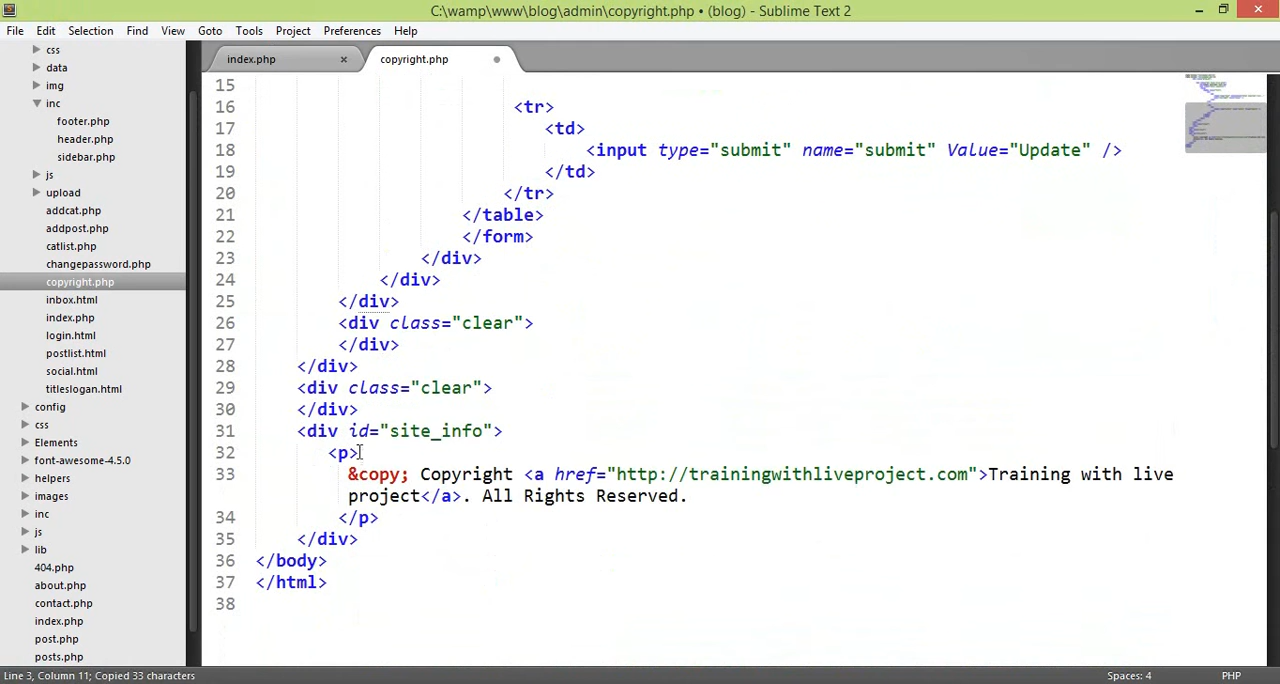 C:\wamp\www\blog\admin\copyright.php • (blog) - Sublime Text 2
File Edit Selection Find View Goto Tools Project Preferences Help
css
data
img
inc
footer.php
header.php
sidebar.php
js
upload
addcat.php
addpost.php
catlist.php
changepassword.php
copyright.php
inbox.html
index.php
login.html
postlist.html
social.html
titleslogan.html
config
css
Elements
font-awesome-4.5.0
helpers
images
inc
js
lib
404.php
about.php
contact.php
index.php
post.php
posts.php
index.php copyright.php
15
16 <tr>
17 <td>
18 <input type="submit" name="submit" Value="Update" />
19 </td>
20 </tr>
21 </table>
22 </form>
23 </div>
24 </div>
25 </div>
26 <div class="clear">
27 </div>
28 </div>
29 <div class="clear">
30 </div>
31 <div id="site_info">
32 <p>
33 &copy; Copyright <a href="http://trainingwithliveproject.com">Training with live
project</a>. All Rights Reserved.
34 </p>
35 </div>
36 </body>
37 </html>
38
Line 3, Column 11; Copied 33 characters Spaces: 4 PHP